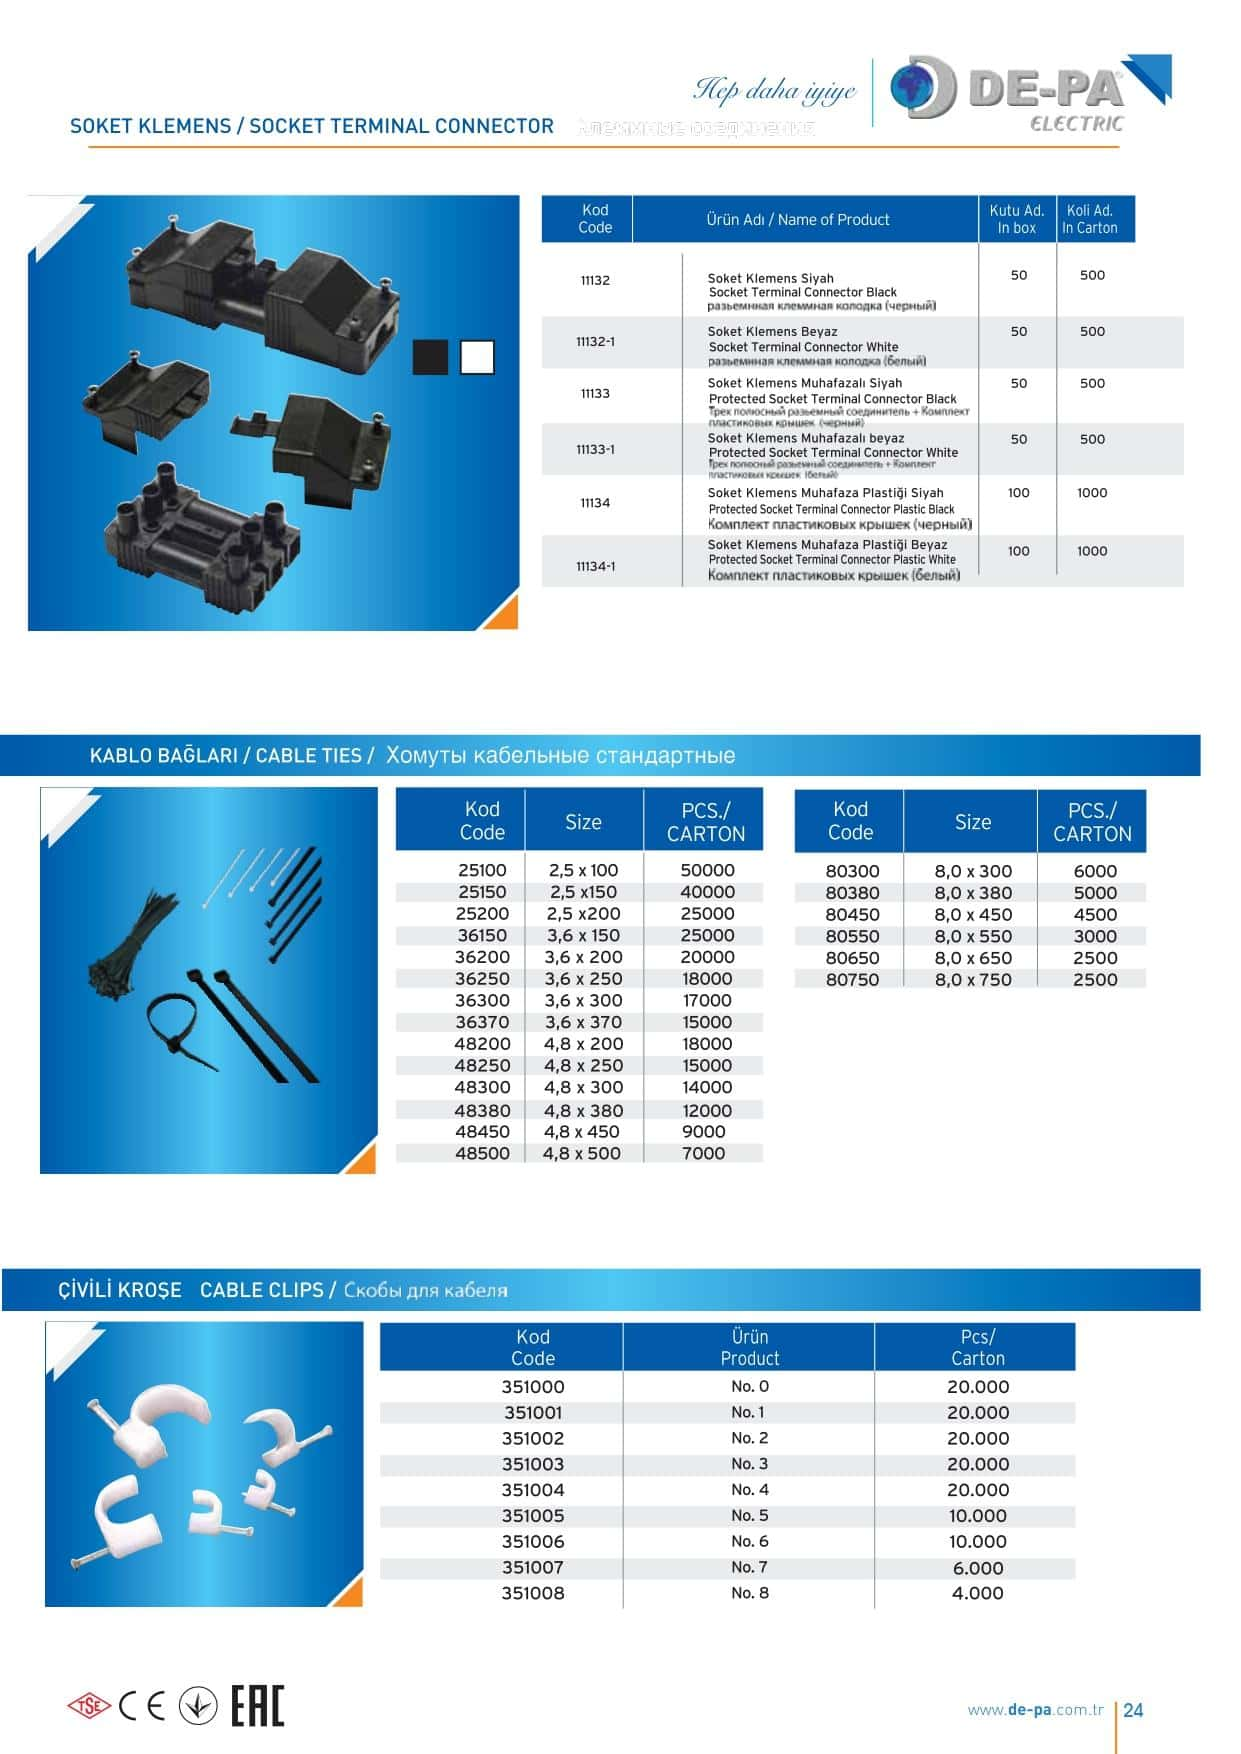 Hep daha iyiye
DE-PA
ELECTRIC
SOKET KLEMENS / SOCKET TERMINAL CONNECTOR Клеммные соединения
Kod Code Ürün Adı / Name of Product Kutu Ad. In box Koli Ad. In Carton
11132 Soket Klemens Siyah 50 500
Socket Terminal Connector Black
разъемнная клеммная колодка (черный)
11132-1 Soket Klemens Beyaz 50 500
Socket Terminal Connector White
разъемнная клеммная колодка (белый)
11133 Soket Klemens Muhafazalı Siyah 50 500
Protected Socket Terminal Connector Black
Трех полюсный разъемный соединитель + Комплект
пластиковых крышек (черный)
11133-1 Soket Klemens Muhafazalı beyaz 50 500
Protected Socket Terminal Connector White
Трех полюсный разъемный соединитель + Комплект
пластиковых крышек (белый)
11134 Soket Klemens Muhafaza Plastiği Siyah 100 1000
Protected Socket Terminal Connector Plastic Black
Комплект пластиковых крышек (черный)
11134-1 Soket Klemens Muhafaza Plastiği Beyaz 100 1000
Protected Socket Terminal Connector Plastic White
Комплект пластиковых крышек (белый)
KABLO BAĞLARI / CABLE TIES / Хомуты кабельные стандартные
Kod Code Size PCS./ CARTON
25100 2,5 x 100 50000
25150 2,5 x150 40000
25200 2,5 x200 25000
36150 3,6 x 150 25000
36200 3,6 x 200 20000
36250 3,6 x 250 18000
36300 3,6 x 300 17000
36370 3,6 x 370 15000
48200 4,8 x 200 18000
48250 4,8 x 250 15000
48300 4,8 x 300 14000
48380 4,8 x 380 12000
48450 4,8 x 450 9000
48500 4,8 x 500 7000
Kod Code Size PCS./ CARTON
80300 8,0 x 300 6000
80380 8,0 x 380 5000
80450 8,0 x 450 4500
80550 8,0 x 550 3000
80650 8,0 x 650 2500
80750 8,0 x 750 2500
ÇİVİLİ KROŞE CABLE CLIPS / Скобы для кабеля
Kod Code Ürün Product Pcs/ Carton
351000 No. 0 20.000
351001 No. 1 20.000
351002 No. 2 20.000
351003 No. 3 20.000
351004 No. 4 20.000
351005 No. 5 10.000
351006 No. 6 10.000
351007 No. 7 6.000
351008 No. 8 4.000
TSE CE EAC
www.de-pa.com.tr 24